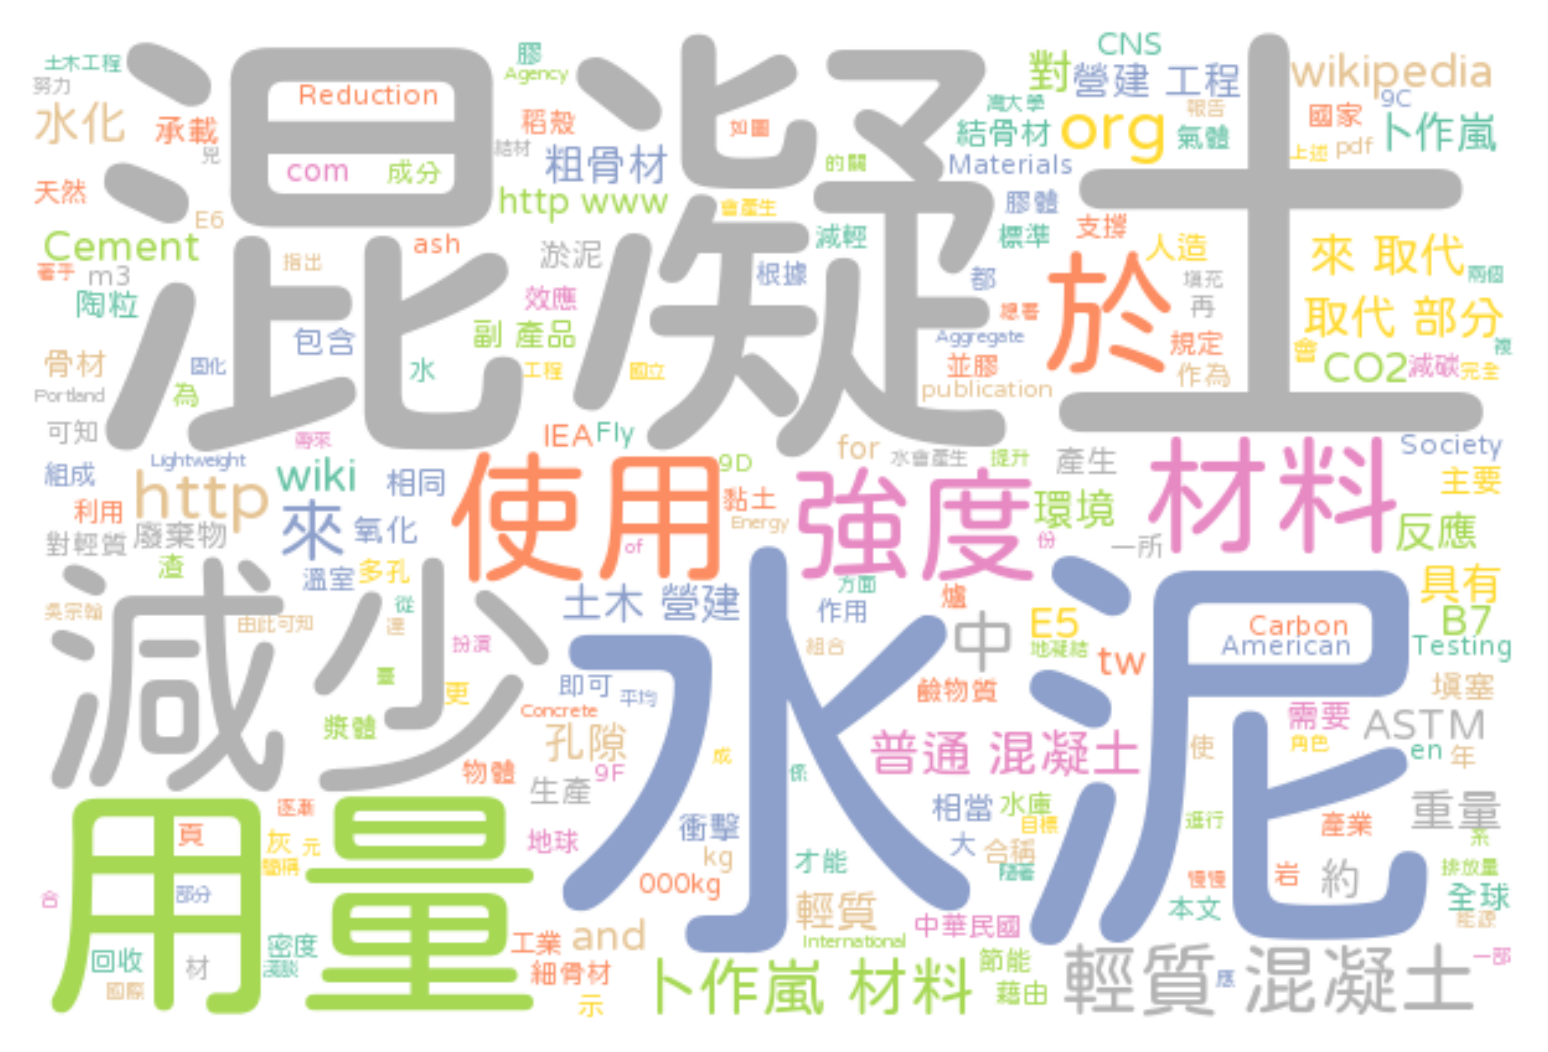 土木工程
努力
水化
承載
兒
天然
E6
Cement
著手
m3
陶粒
骨材
固化
為
Portland
可知
混凝土
Reduction
com
成分
ash
指出
包含
水
膠
Agency
稻殼
結材
粗骨材
http www
淤泥
效應
副 產品
工程
國立
如圖
的關
會產生
減輕
根據
CNS
對
營建 工程
灣大學
報告
結骨材
org
氣體
Materials
膠體
標準
支撐
都
總署
Aggregate
並膠
publication
人造
填充
再
規定
作為
於
wikipedia
9C
國家
卜作嵐
上述
pdf
來 取代
兩個
取代 部分
會
複
CO2
減碳
完全
帶來
IEA
Fly
組成
Lightweight
http
wiki
相同
利用
來
氧化
對輕質
廢棄物
使用
of
9D
黏土
Energy
for
水會產生
提升
產生
強度
環境
份
一所
材料
Society
主要
反應
渣
溫室
多孔
減少
吳宗翰
由此可知
從
達
扮演
量
更
漿體
土木 營建
方面
作用
爐
組合
中
E5
地凝結
tw
鹼物質
即可
平均
Concrete
孔隙
物體
9F
生產
成
係
水泥
普通 混凝土
具有
B7
Carbon
American
Testing
填塞
需要
ASTM
使
角色
en
年
用量
逐漸
頁
灰
元
簡稱
合
部分
地球
衝擊
kg
000kg
才能
相當
水庫
目標
大
合稱
隨著
進行
產業
重量
系
慢慢
岩
約
排放量
本文
全球
能源
回收
材
國際
密度
淺談
工業
and
細骨材
示
輕質
International
中華民國
卜作嵐 材料
節能
藉由
輕質 混凝土
應
一部